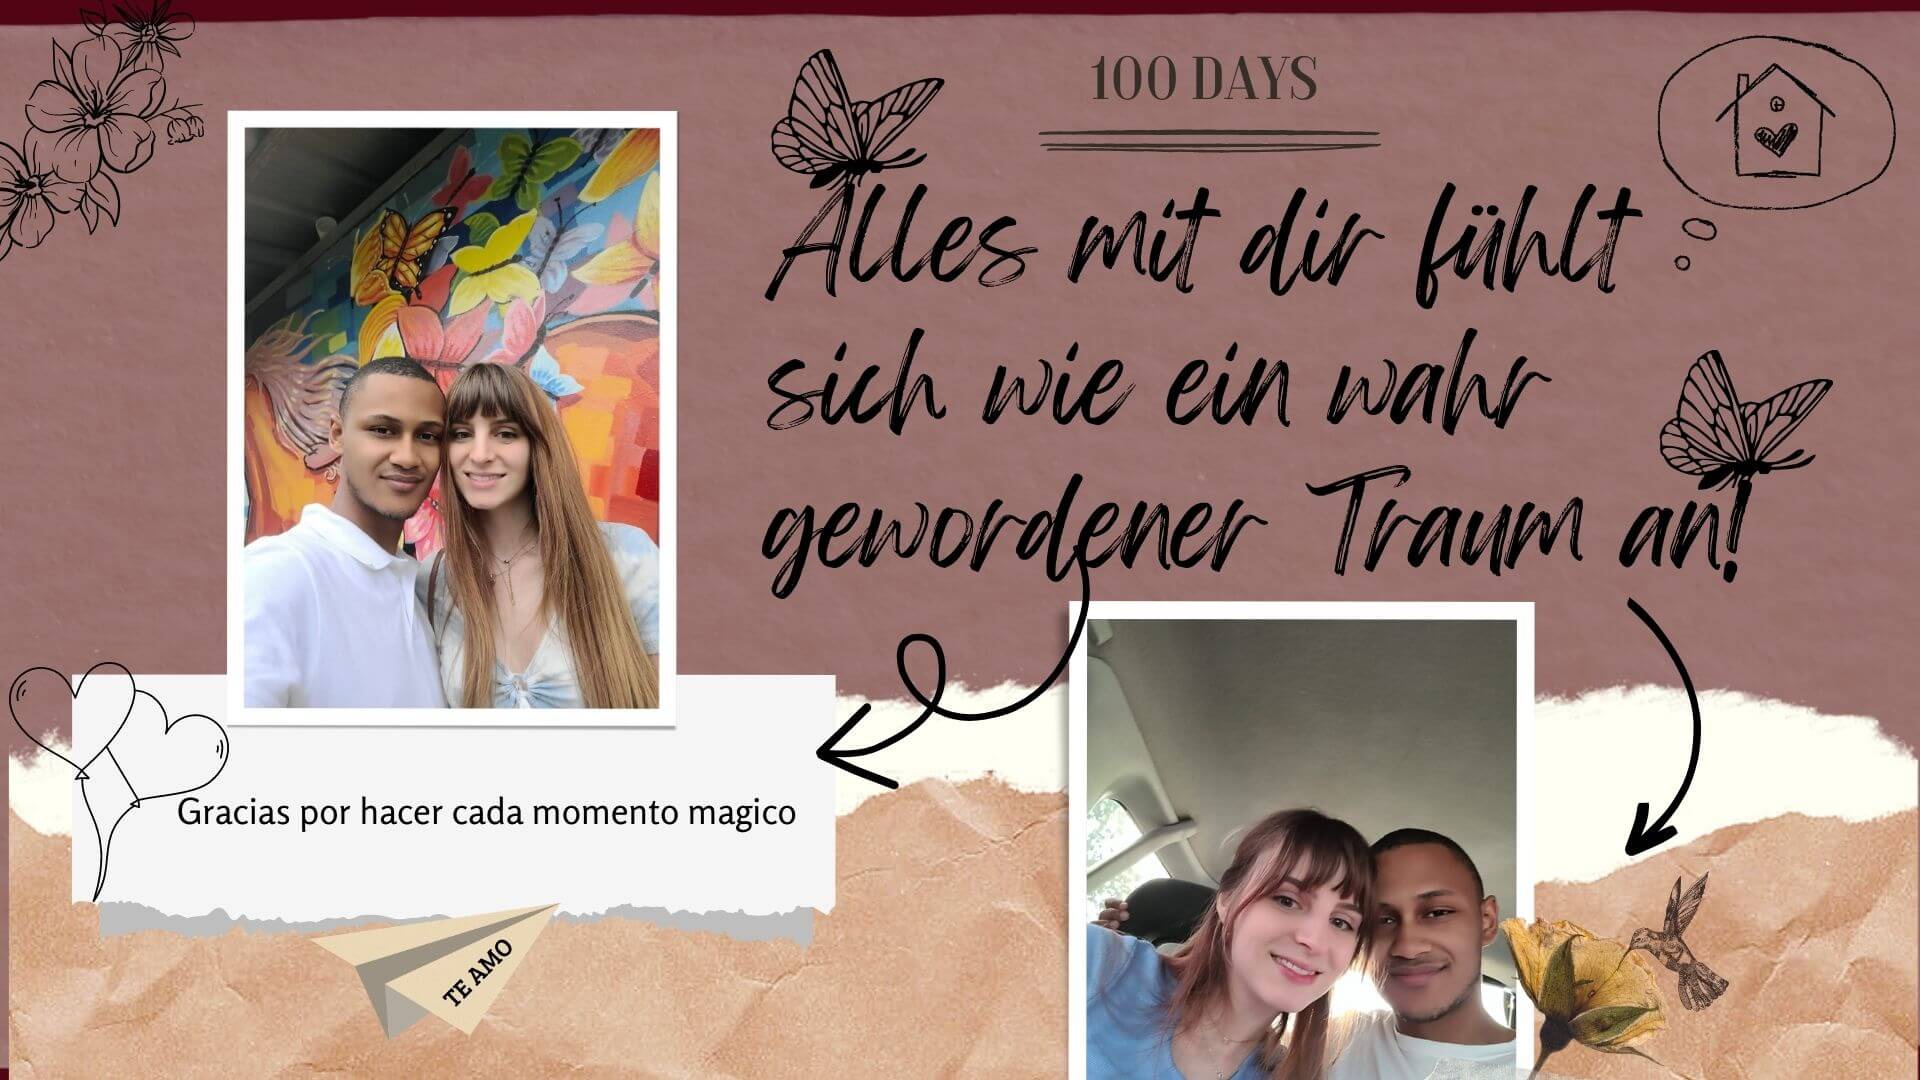 100 DAYS
Alles mit dir fühlt
sich wie ein wahr
gewordener Traum an!
Gracias por hacer cada momento magico
TE AMO